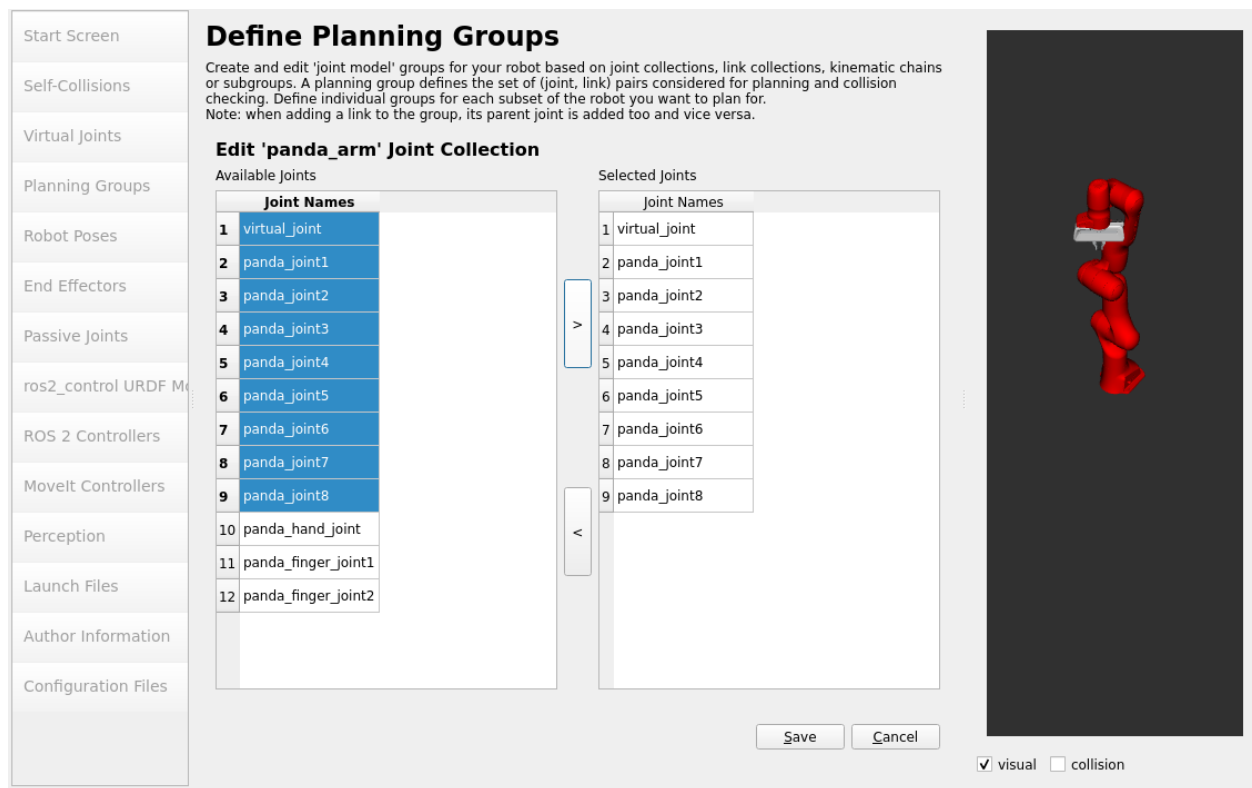 Start Screen
Self-Collisions
Virtual Joints
Planning Groups
Robot Poses
End Effectors
Passive Joints
ros2_control URDF Mo
ROS 2 Controllers
MoveIt Controllers
Perception
Launch Files
Author Information
Configuration Files
Define Planning Groups
Create and edit 'joint model' groups for your robot based on joint collections, link collections, kinematic chains
or subgroups. A planning group defines the set of (joint, link) pairs considered for planning and collision
checking. Define individual groups for each subset of the robot you want to plan for.
Note: when adding a link to the group, its parent joint is added too and vice versa.
Edit 'panda_arm' Joint Collection
Available Joints
Joint Names
1 virtual_joint
2 panda_joint1
3 panda_joint2
4 panda_joint3
5 panda_joint4
6 panda_joint5
7 panda_joint6
8 panda_joint7
9 panda_joint8
10 panda_hand_joint
11 panda_finger_joint1
12 panda_finger_joint2
>
<
Selected Joints
Joint Names
1 virtual_joint
2 panda_joint1
3 panda_joint2
4 panda_joint3
5 panda_joint4
6 panda_joint5
7 panda_joint6
8 panda_joint7
9 panda_joint8
Save
Cancel
visual
collision